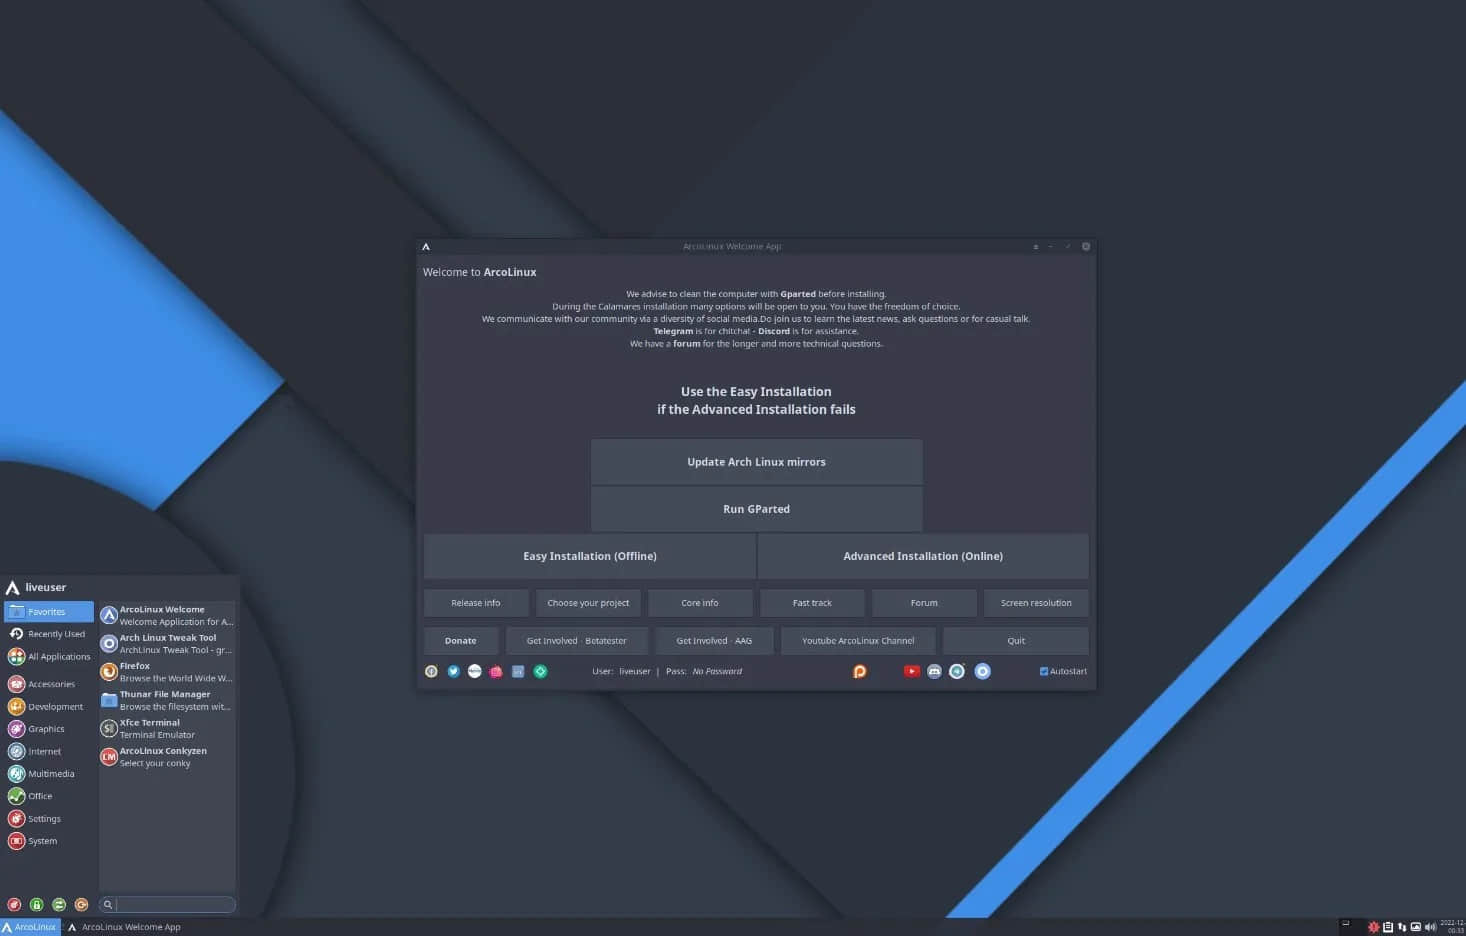 ArcoLinux Welcome App
Welcome to ArcoLinux
We advise to clean the computer with Gparted before installing.
During the Calamares installation many options will be open to you. You have the freedom of choice.
We communicate with our community via a diversity of social media.Do join us to learn the latest news, ask questions or for casual talk.
Telegram is for chitchat - Discord is for assistance.
We have a forum for the longer and more technical questions.
Use the Easy Installation
if the Advanced Installation fails
Update Arch Linux mirrors
Run GParted
Easy Installation (Offline)
Advanced Installation (Online)
Release info
Choose your project
Core info
Fast track
Forum
Screen resolution
Donate
Get Involved - Betatester
Get Involved - AAG
Youtube ArcoLinux Channel
Quit
User: liveuser | Pass: No Password
Autostart
liveuser
Favorites
Recently Used
All Applications
Accessories
Development
Graphics
Internet
Multimedia
Office
Settings
System
ArcoLinux Welcome
Welcome Application for A...
Arch Linux Tweak Tool
ArchLinux Tweak Tool - gr...
Firefox
Browse the World Wide W...
Thunar File Manager
Browse the filesystem wit...
Xfce Terminal
Terminal Emulator
LM
ArcoLinux Conkyzen
Select your conky
ArcoLinux
ArcoLinux Welcome App
2022-12-
00:33